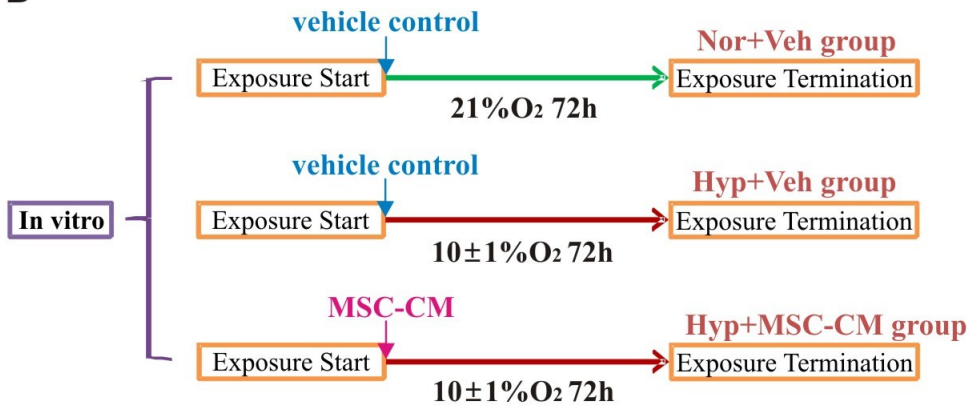 vehicle control
Nor+Veh group
Exposure Start
Exposure Termination
21%O₂ 72h
vehicle control
Hyp+Veh group
In vitro
Exposure Start
Exposure Termination
10±1%O₂ 72h
MSC-CM
Hyp+MSC-CM group
Exposure Start
Exposure Termination
10±1%O₂ 72h